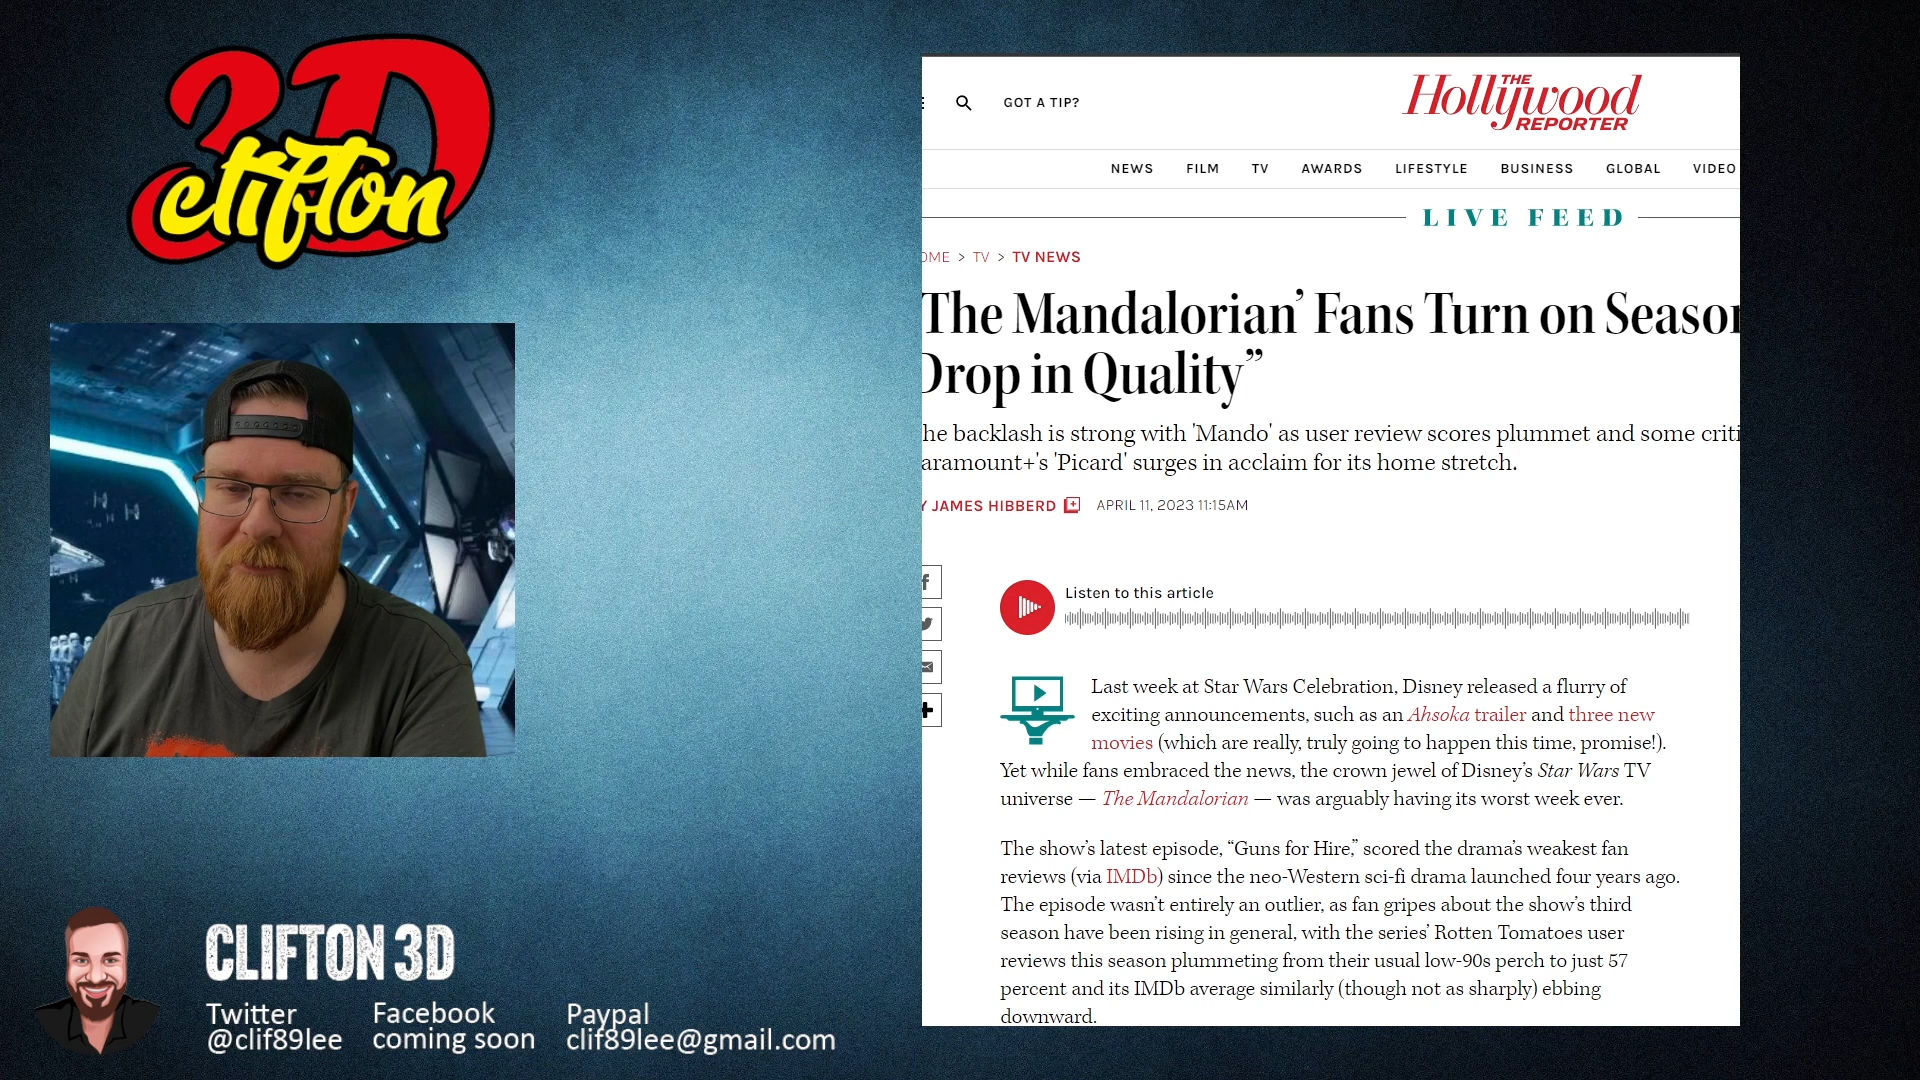 3D
clifton
GOT A TIP?
THE
Hollywood
REPORTER
NEWS FILM TV AWARDS LIFESTYLE BUSINESS GLOBAL VIDEO
LIVE FEED
OME > TV > TV NEWS
The Mandalorian’ Fans Turn on Season
Drop in Quality”
he backlash is strong with 'Mando' as user review scores plummet and some criti
aramount+'s 'Picard' surges in acclaim for its home stretch.
Y JAMES HIBBERD APRIL 11, 2023 11:15AM
Listen to this article
Last week at Star Wars Celebration, Disney released a flurry of
exciting announcements, such as an Ahsoka trailer and three new
movies (which are really, truly going to happen this time, promise!).
Yet while fans embraced the news, the crown jewel of Disney’s Star Wars TV
universe — The Mandalorian — was arguably having its worst week ever.
The show’s latest episode, “Guns for Hire,” scored the drama’s weakest fan
reviews (via IMDb) since the neo-Western sci-fi drama launched four years ago.
The episode wasn’t entirely an outlier, as fan gripes about the show’s third
season have been rising in general, with the series’ Rotten Tomatoes user
reviews this season plummeting from their usual low-90s perch to just 57
percent and its IMDb average similarly (though not as sharply) ebbing
downward.
CLIFTON 3D
Twitter Facebook Paypal
@clif89lee coming soon clif89lee@gmail.com